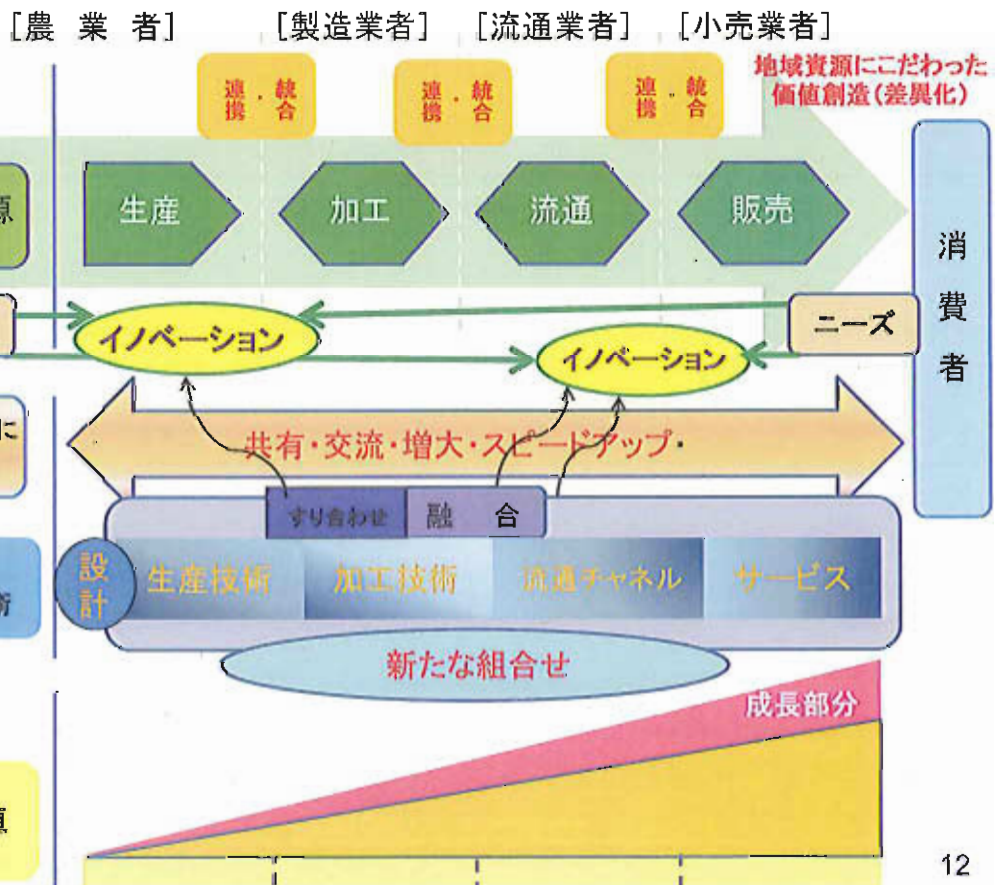 [農業者] [製造業者] [流通業者] [小売業者]
地域資源にこだわった
価値創造(差異化)
連携・統合
連携・統合
連携・統合
源
生産
加工
流通
販売
消費者
イノベーション
イノベーション
ニーズ
に
共有・交流・増大・スピードアップ・
すり合わせ
融合
術
設計
生産技術
加工技術
流通チャネル
サービス
新たな組合せ
成長部分
12